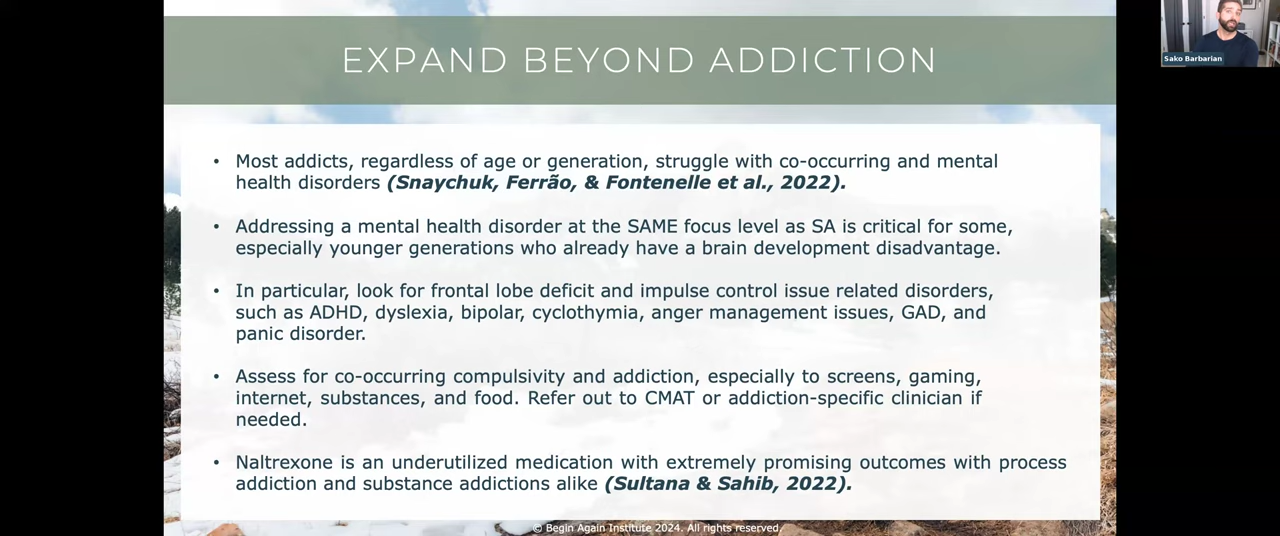 EXPAND BEYOND ADDICTION
Sako Barbarian
• Most addicts, regardless of age or generation, struggle with co-occurring and mental
health disorders (Snaychuk, Ferrão, & Fontenelle et al., 2022).
• Addressing a mental health disorder at the SAME focus level as SA is critical for some,
especially younger generations who already have a brain development disadvantage.
• In particular, look for frontal lobe deficit and impulse control issue related disorders,
such as ADHD, dyslexia, bipolar, cyclothymia, anger management issues, GAD, and
panic disorder.
• Assess for co-occurring compulsivity and addiction, especially to screens, gaming,
internet, substances, and food. Refer out to CMAT or addiction-specific clinician if
needed.
• Naltrexone is an underutilized medication with extremely promising outcomes with process
addiction and substance addictions alike (Sultana & Sahib, 2022).
© Begin Again Institute 2024. All rights reserved.